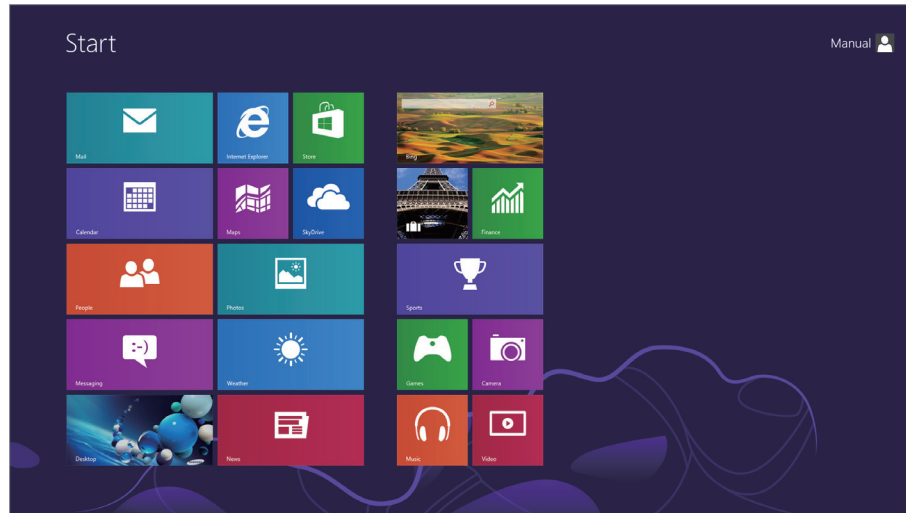 Start
Manual
Mail
Internet Explorer
Store
Calendar
Maps
SkyDrive
People
Photos
Messaging
:-)
Weather
Desktop
News
Bing
Finance
Sports
Games
Camera
Music
Video